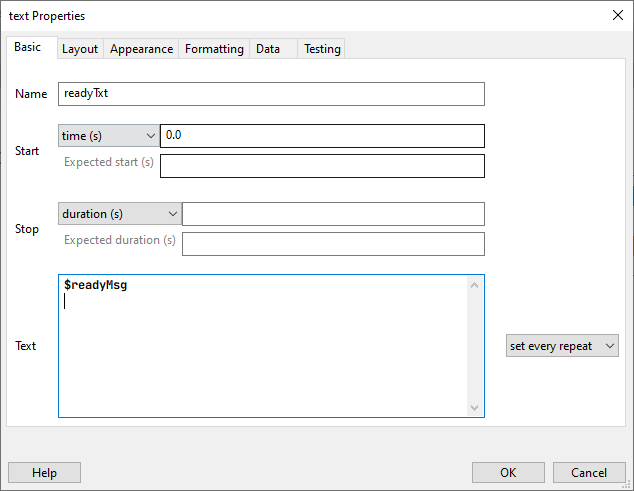 text Properties
Basic Layout Appearance Formatting Data Testing
Name readyTxt
Start time (s) 0.0
Expected start (s)
Stop duration (s)
Expected duration (s)
$readyMsg
Text set every repeat
Help OK Cancel